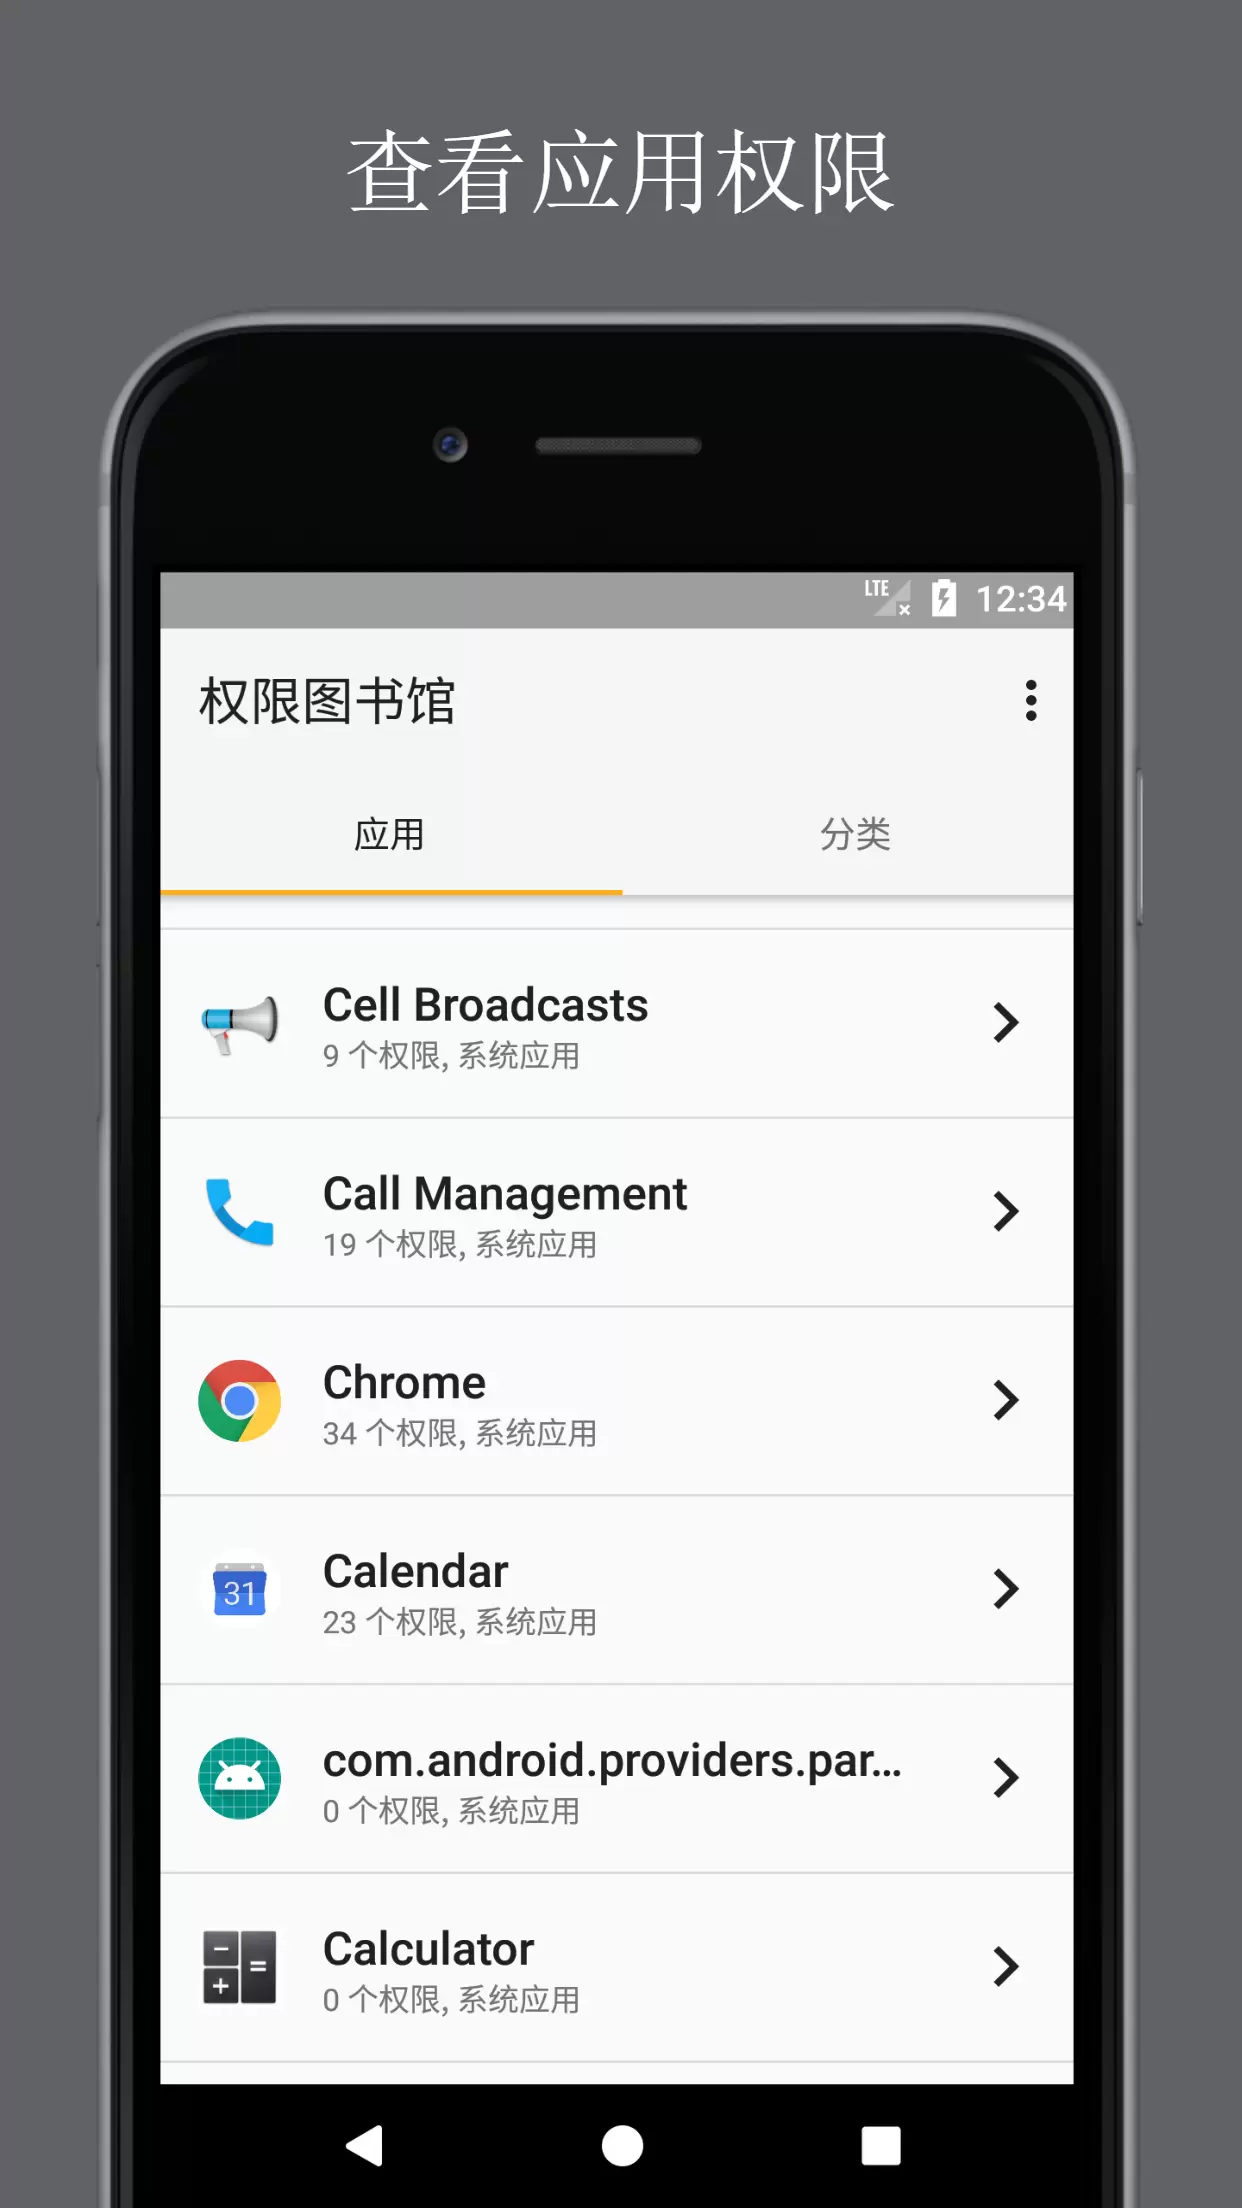 查看应用权限
LTE 12:34
权限图书馆
应用 分类
Cell Broadcasts
9 个权限, 系统应用
Call Management
19 个权限, 系统应用
Chrome
34 个权限, 系统应用
31
Calendar
23 个权限, 系统应用
com.android.providers.par...
0 个权限, 系统应用
Calculator
0 个权限, 系统应用